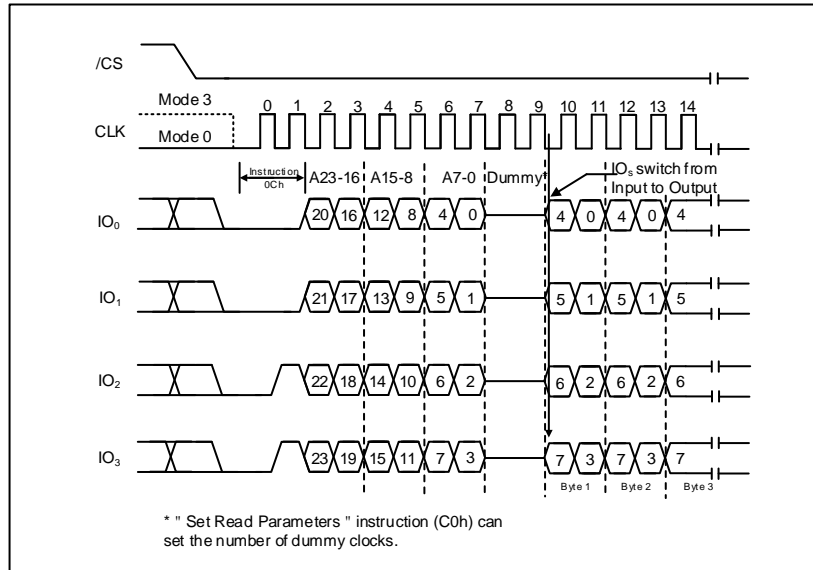 /CS
Mode 3
0 1 2 3 4 5 6 7 8 9 10 11 12 13 14
CLK
Mode 0
Instruction A23-16 A15-8 A7-0 Dummy* IOs switch from
0Ch Input to Output
IO0 20 16 12 8 4 0 4 0 4 0 4
IO1 21 17 13 9 5 1 5 1 5 1 5
IO2 22 18 14 10 6 2 6 2 6 2 6
IO3 23 19 15 11 7 3 7 3 7 3 7
Byte 1 Byte 2 Byte 3
* " Set Read Parameters " instruction (C0h) can
set the number of dummy clocks.